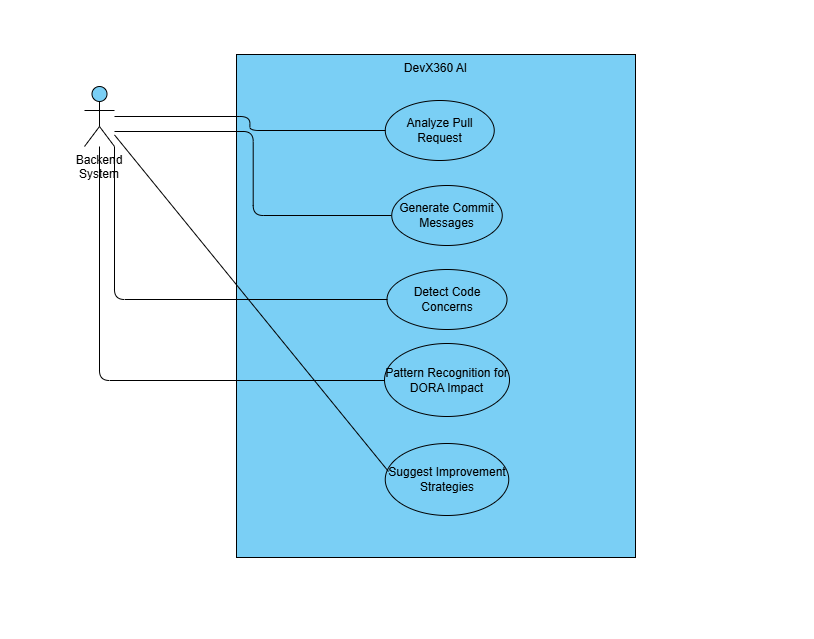 DevX360 AI
Analyze Pull
Request
Backend
System
Generate Commit
Messages
Detect Code
Concerns
Pattern Recognition for
DORA Impact
Suggest Improvement
Strategies